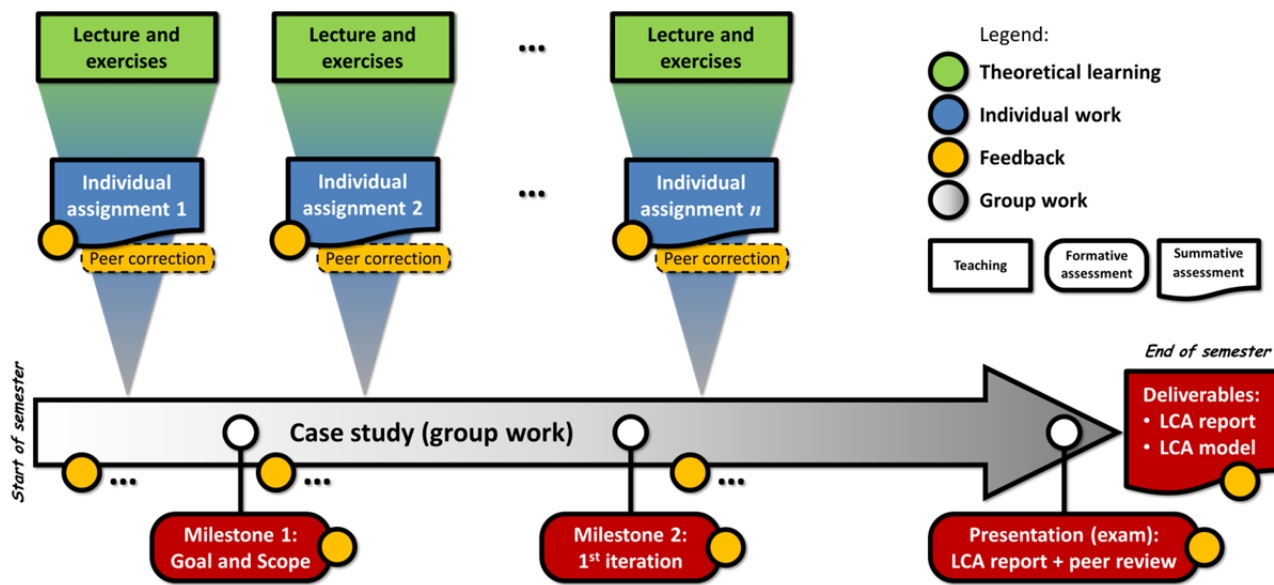 Lecture and
exercises
Lecture and
exercises
...
Lecture and
exercises
Legend:
Theoretical learning
Individual work
Feedback
Group work
Individual
assignment 1
Individual
assignment 2
...
Individual
assignment n
Peer correction
Peer correction
Peer correction
Teaching
Formative
assessment
Summative
assessment
Start of semester
End of semester
Case study (group work)
Deliverables:
• LCA report
• LCA model
...
...
...
Milestone 1:
Goal and Scope
Milestone 2:
1st iteration
Presentation (exam):
LCA report + peer review